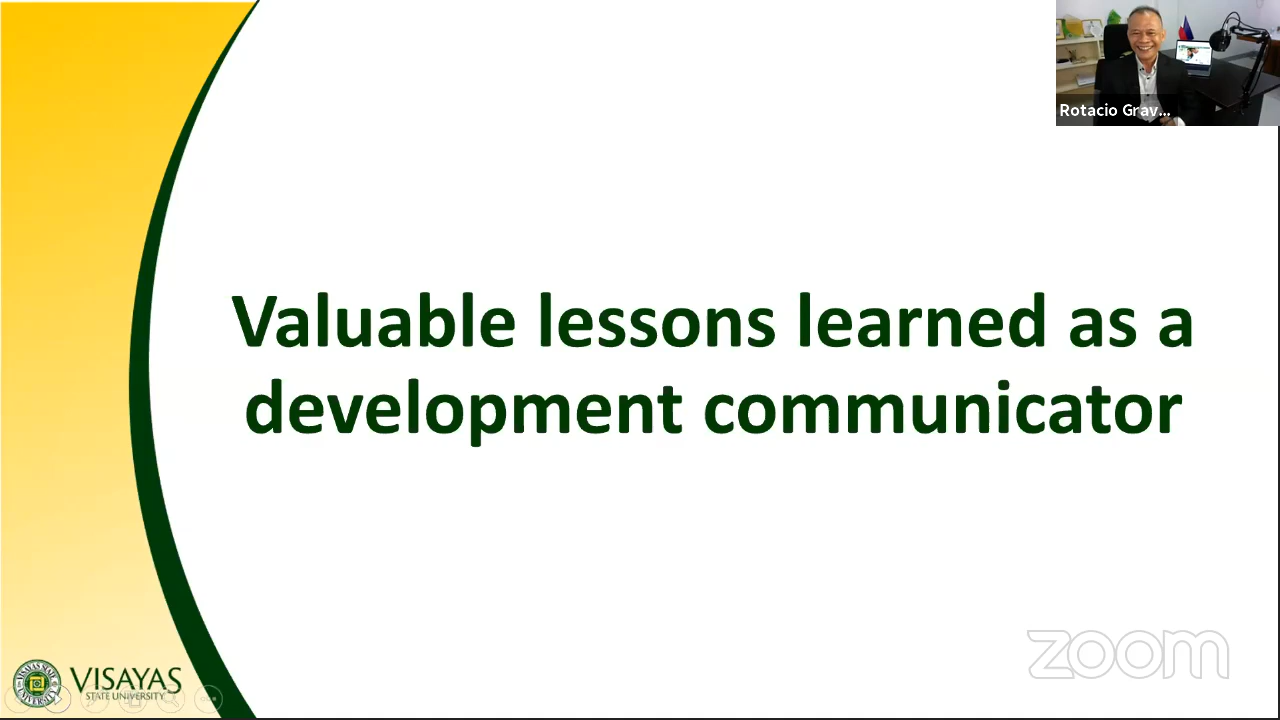 Rotacio Grav...
Valuable lessons learned as a
development communicator
zoom
VISAYAS
STATE UNIVERSITY